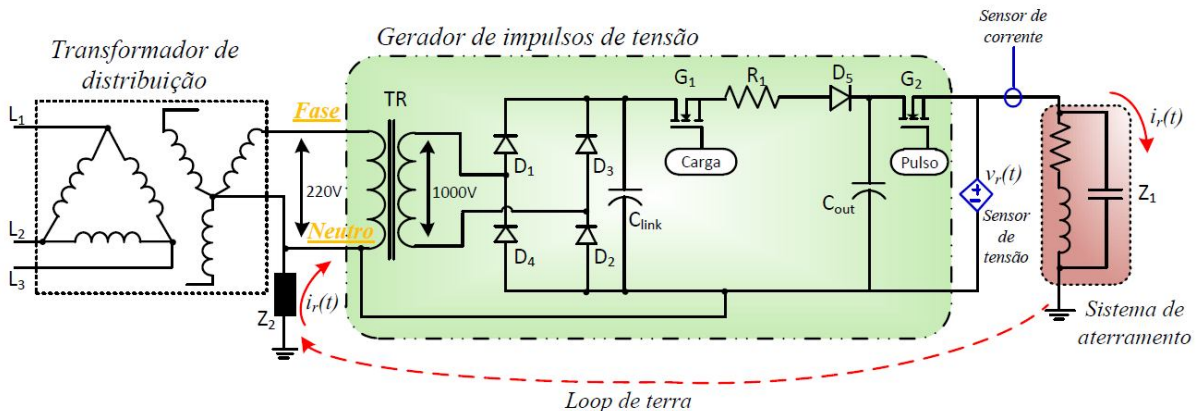 Transformador de
distribuição
Gerador de impulsos de tensão
Sensor de
corrente
L1
L2
L3
Fase
220V
Neutro
Z2
ir(t)
TR
1000V
D1
D3
D4
D2
Clink
G1
Carga
R1
D5
G2
Pulso
Cout
vr(t)
Sensor
de
tensão
ir(t)
Z1
Sistema de
aterramento
Loop de terra